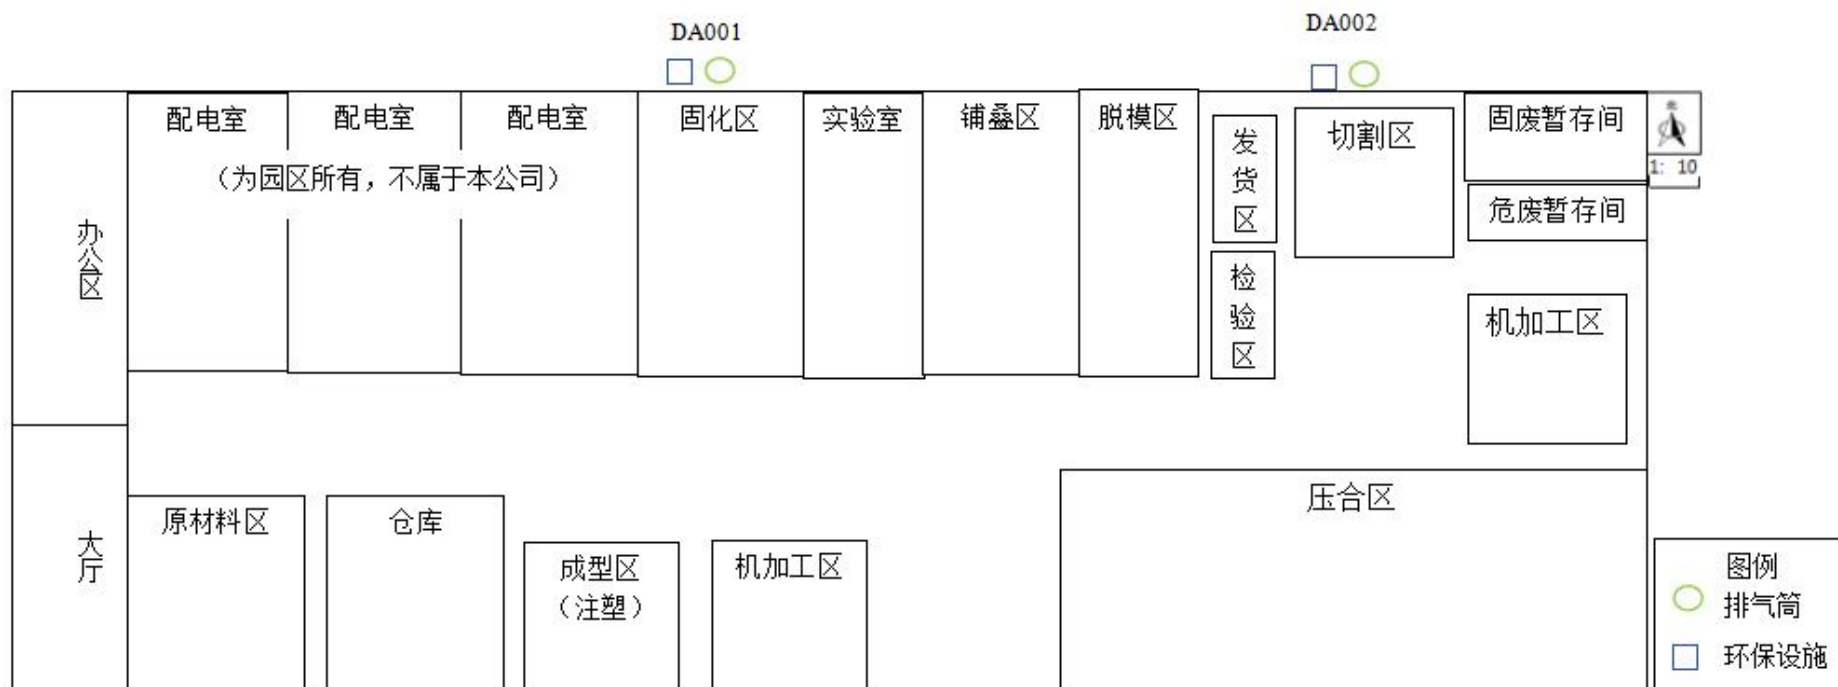 DA001
DA002
配电室
配电室
配电室
固化区
实验室
铺叠区
脱模区
发货区
切割区
固废暂存间
北
1: 10
（为园区所有，不属于本公司）
危废暂存间
办公区
检验区
机加工区
大厅
原材料区
仓库
成型区
（注塑）
机加工区
压合区
图例
排气筒
环保设施